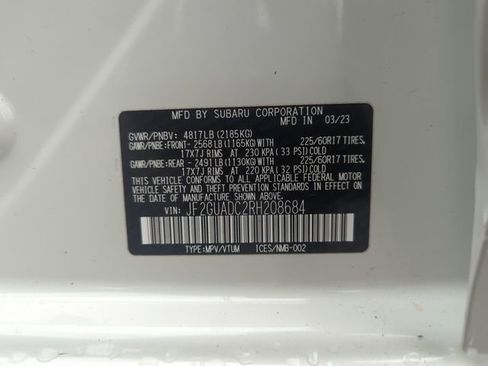 MFD BY SUBARU CORPORATION
MFD IN 03/23
GVWR/PNBV: 4817LB(2185KG)
GAWR/PNBE:FRONT- 2568LB(1165KG)WITH 225/60R17 TIRES,
17X7J RIMS AT 230 KPA(33 PSI)COLD
GAWR/PNBE:REAR - 2491LB(1130KG)WITH 225/60R17 TIRES,
17X7J RIMS AT 220 KPA(32 PSI)COLD
THIS VEHICLE CONFORMS TO ALL APPLICABLE FEDERAL MOTOR
VEHICLE SAFETY AND THEFT PREVENTION STANDARDS IN EFFECT ON
THE DATE OF MANUFACTURE SHOWN ABOVE.
VIN: JF2GUADC2RH208684
TYPE:MPV/VTUM ICES/NMB-002